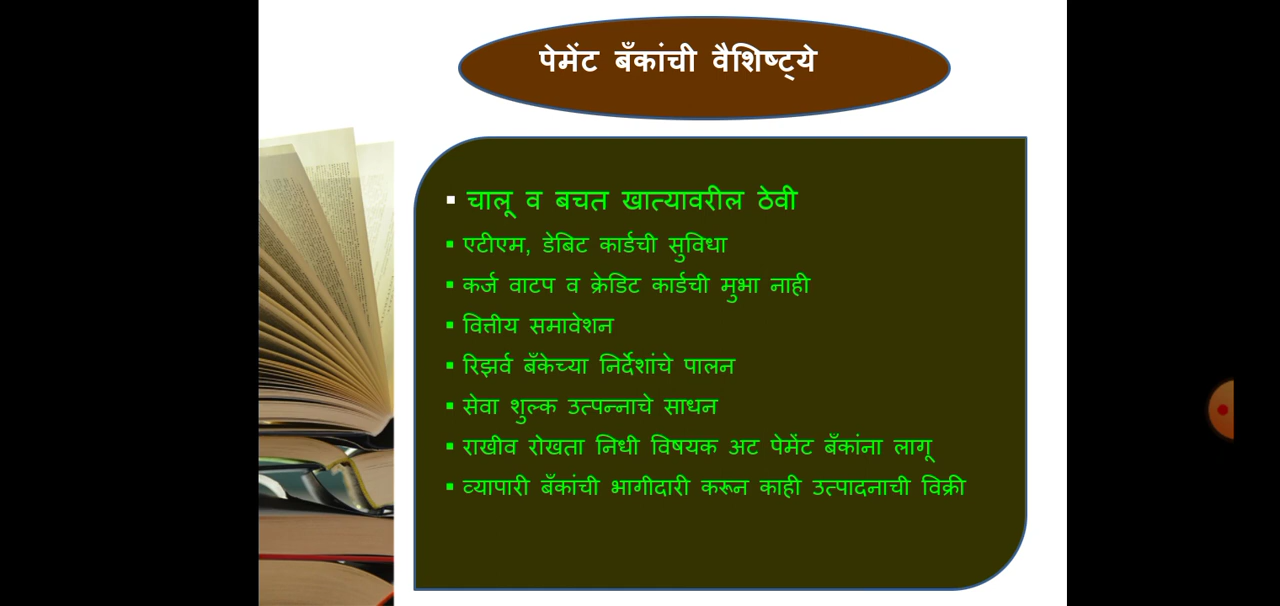 पेमेंट बँकांची वैशिष्ट्ये
▪ चालू व बचत खात्यावरील ठेवी
▪ एटीएम, डेबिट कार्डची सुविधा
▪ कर्ज वाटप व क्रेडिट कार्डची मुभा नाही
▪ वित्तीय समावेशन
▪ रिझर्व बँकेच्या निर्देशांचे पालन
▪ सेवा शुल्क उत्पन्नाचे साधन
▪ राखीव रोखता निधी विषयक अट पेमेंट बँकांना लागू
▪ व्यापारी बँकांची भागीदारी करून काही उत्पादनाची विक्री